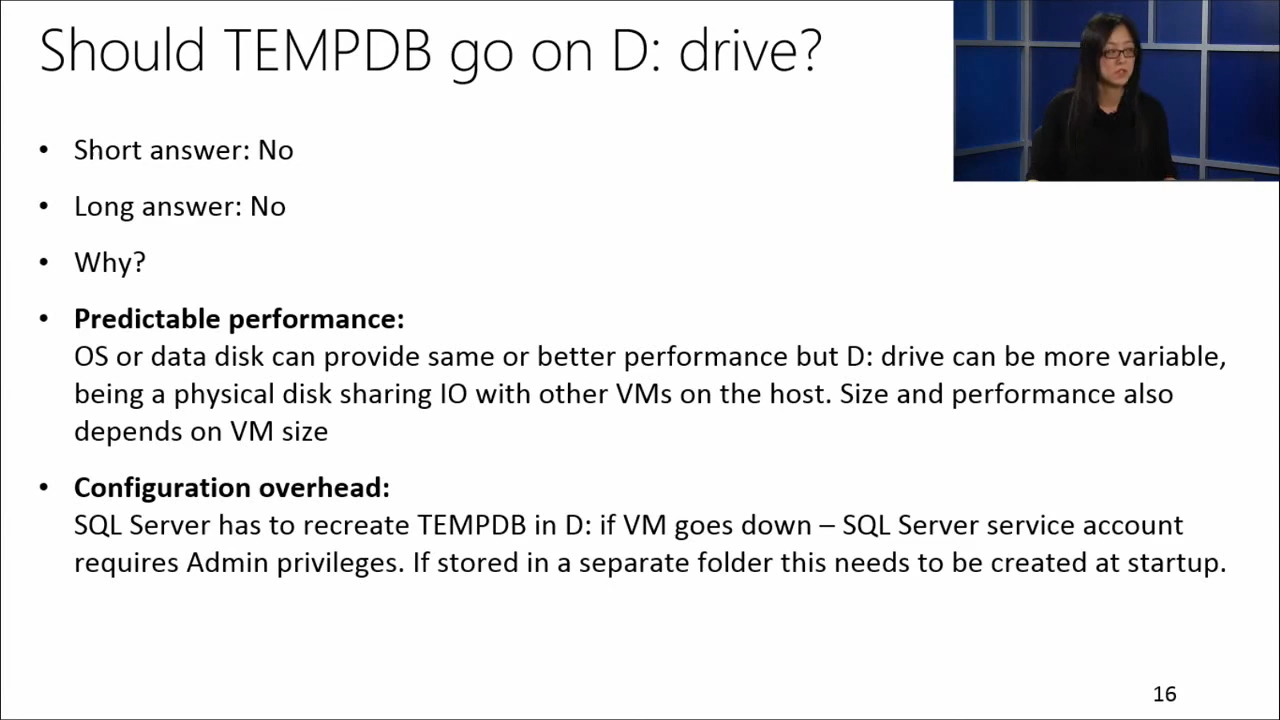 Should TEMPDB go on D: drive?
• Short answer: No
• Long answer: No
• Why?
• Predictable performance:
OS or data disk can provide same or better performance but D: drive can be more variable,
being a physical disk sharing IO with other VMs on the host. Size and performance also
depends on VM size
• Configuration overhead:
SQL Server has to recreate TEMPDB in D: if VM goes down – SQL Server service account
requires Admin privileges. If stored in a separate folder this needs to be created at startup.
16